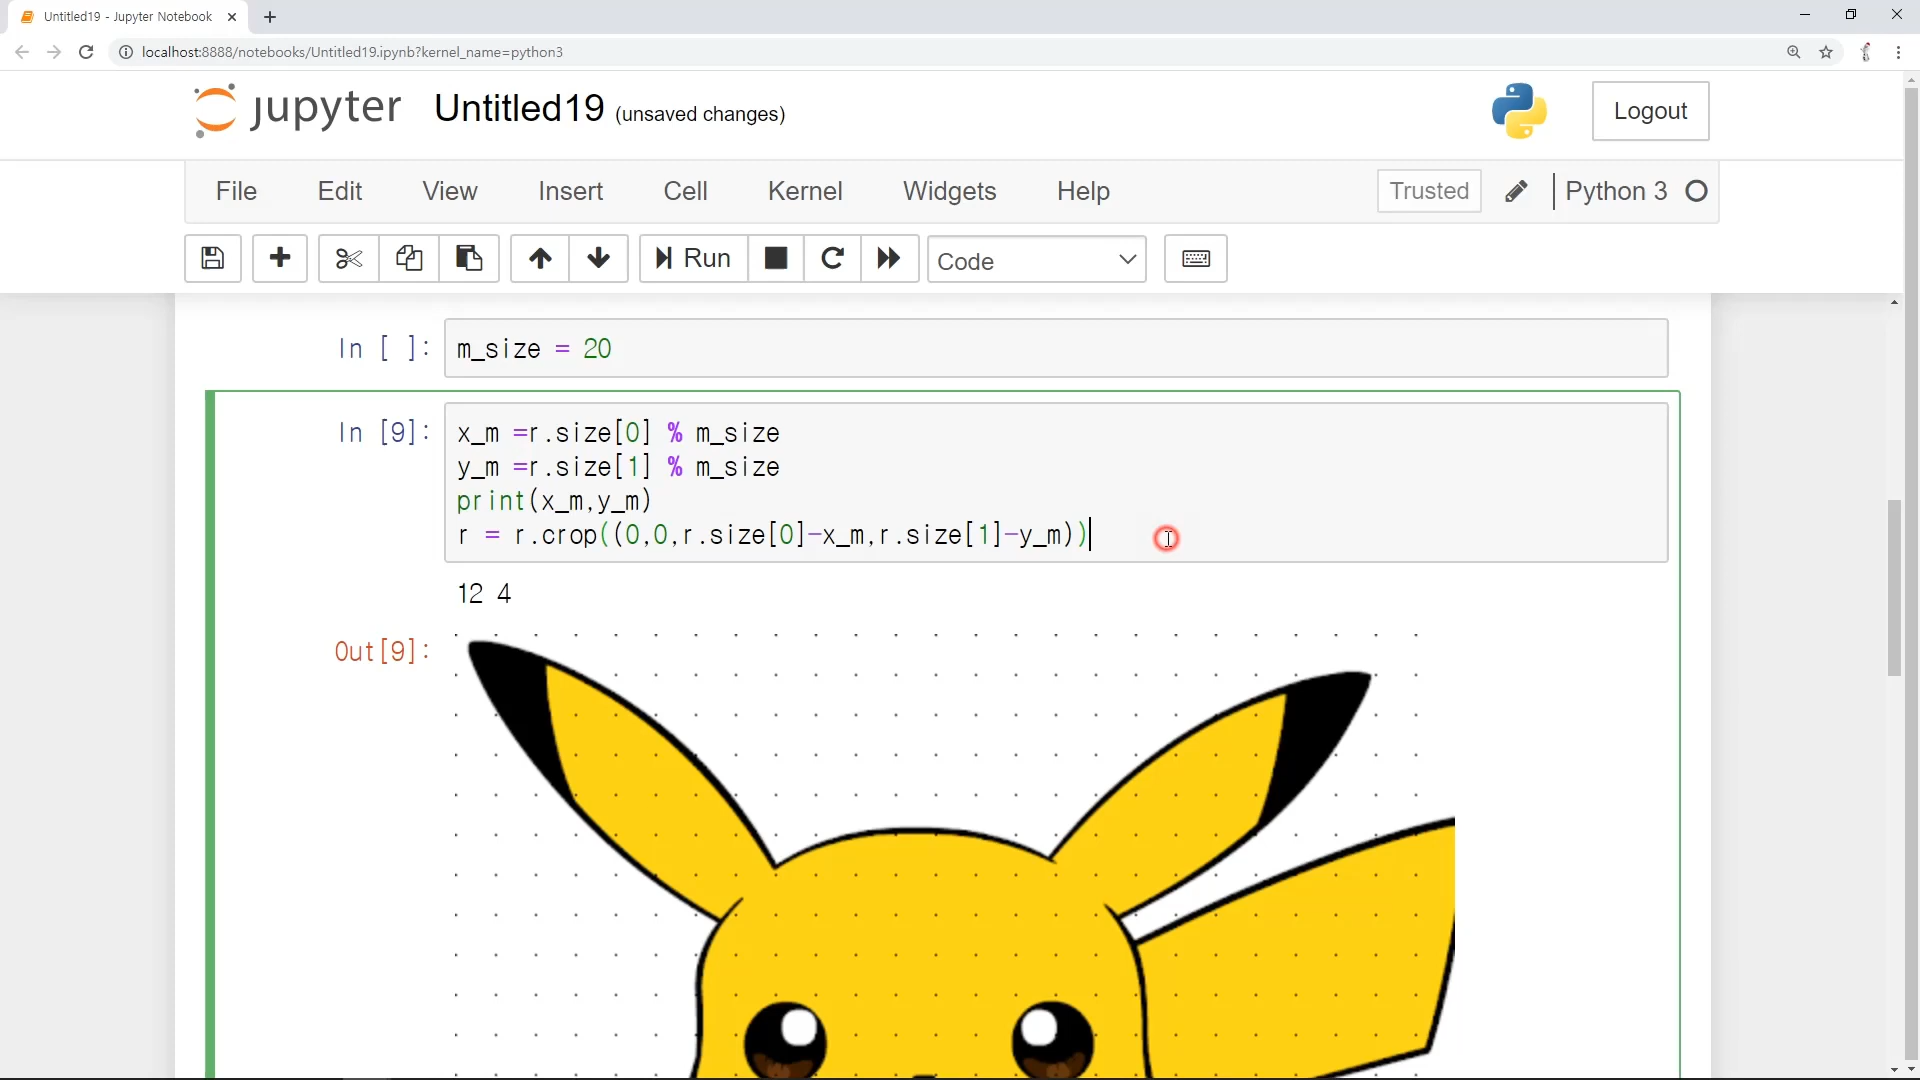 Untitled19 - Jupyter Notebook
localhost:8888/notebooks/Untitled19.ipynb?kernel_name=python3
jupyter Untitled19 (unsaved changes)
Logout
File Edit View Insert Cell Kernel Widgets Help Trusted Python 3
Run Code
In [ ]: m_size = 20
In [9]: x_m =r.size[0] % m_size
y_m =r.size[1] % m_size
print(x_m,y_m)
r = r.crop((0,0,r.size[0]-x_m,r.size[1]-y_m))
12 4
Out[9]: